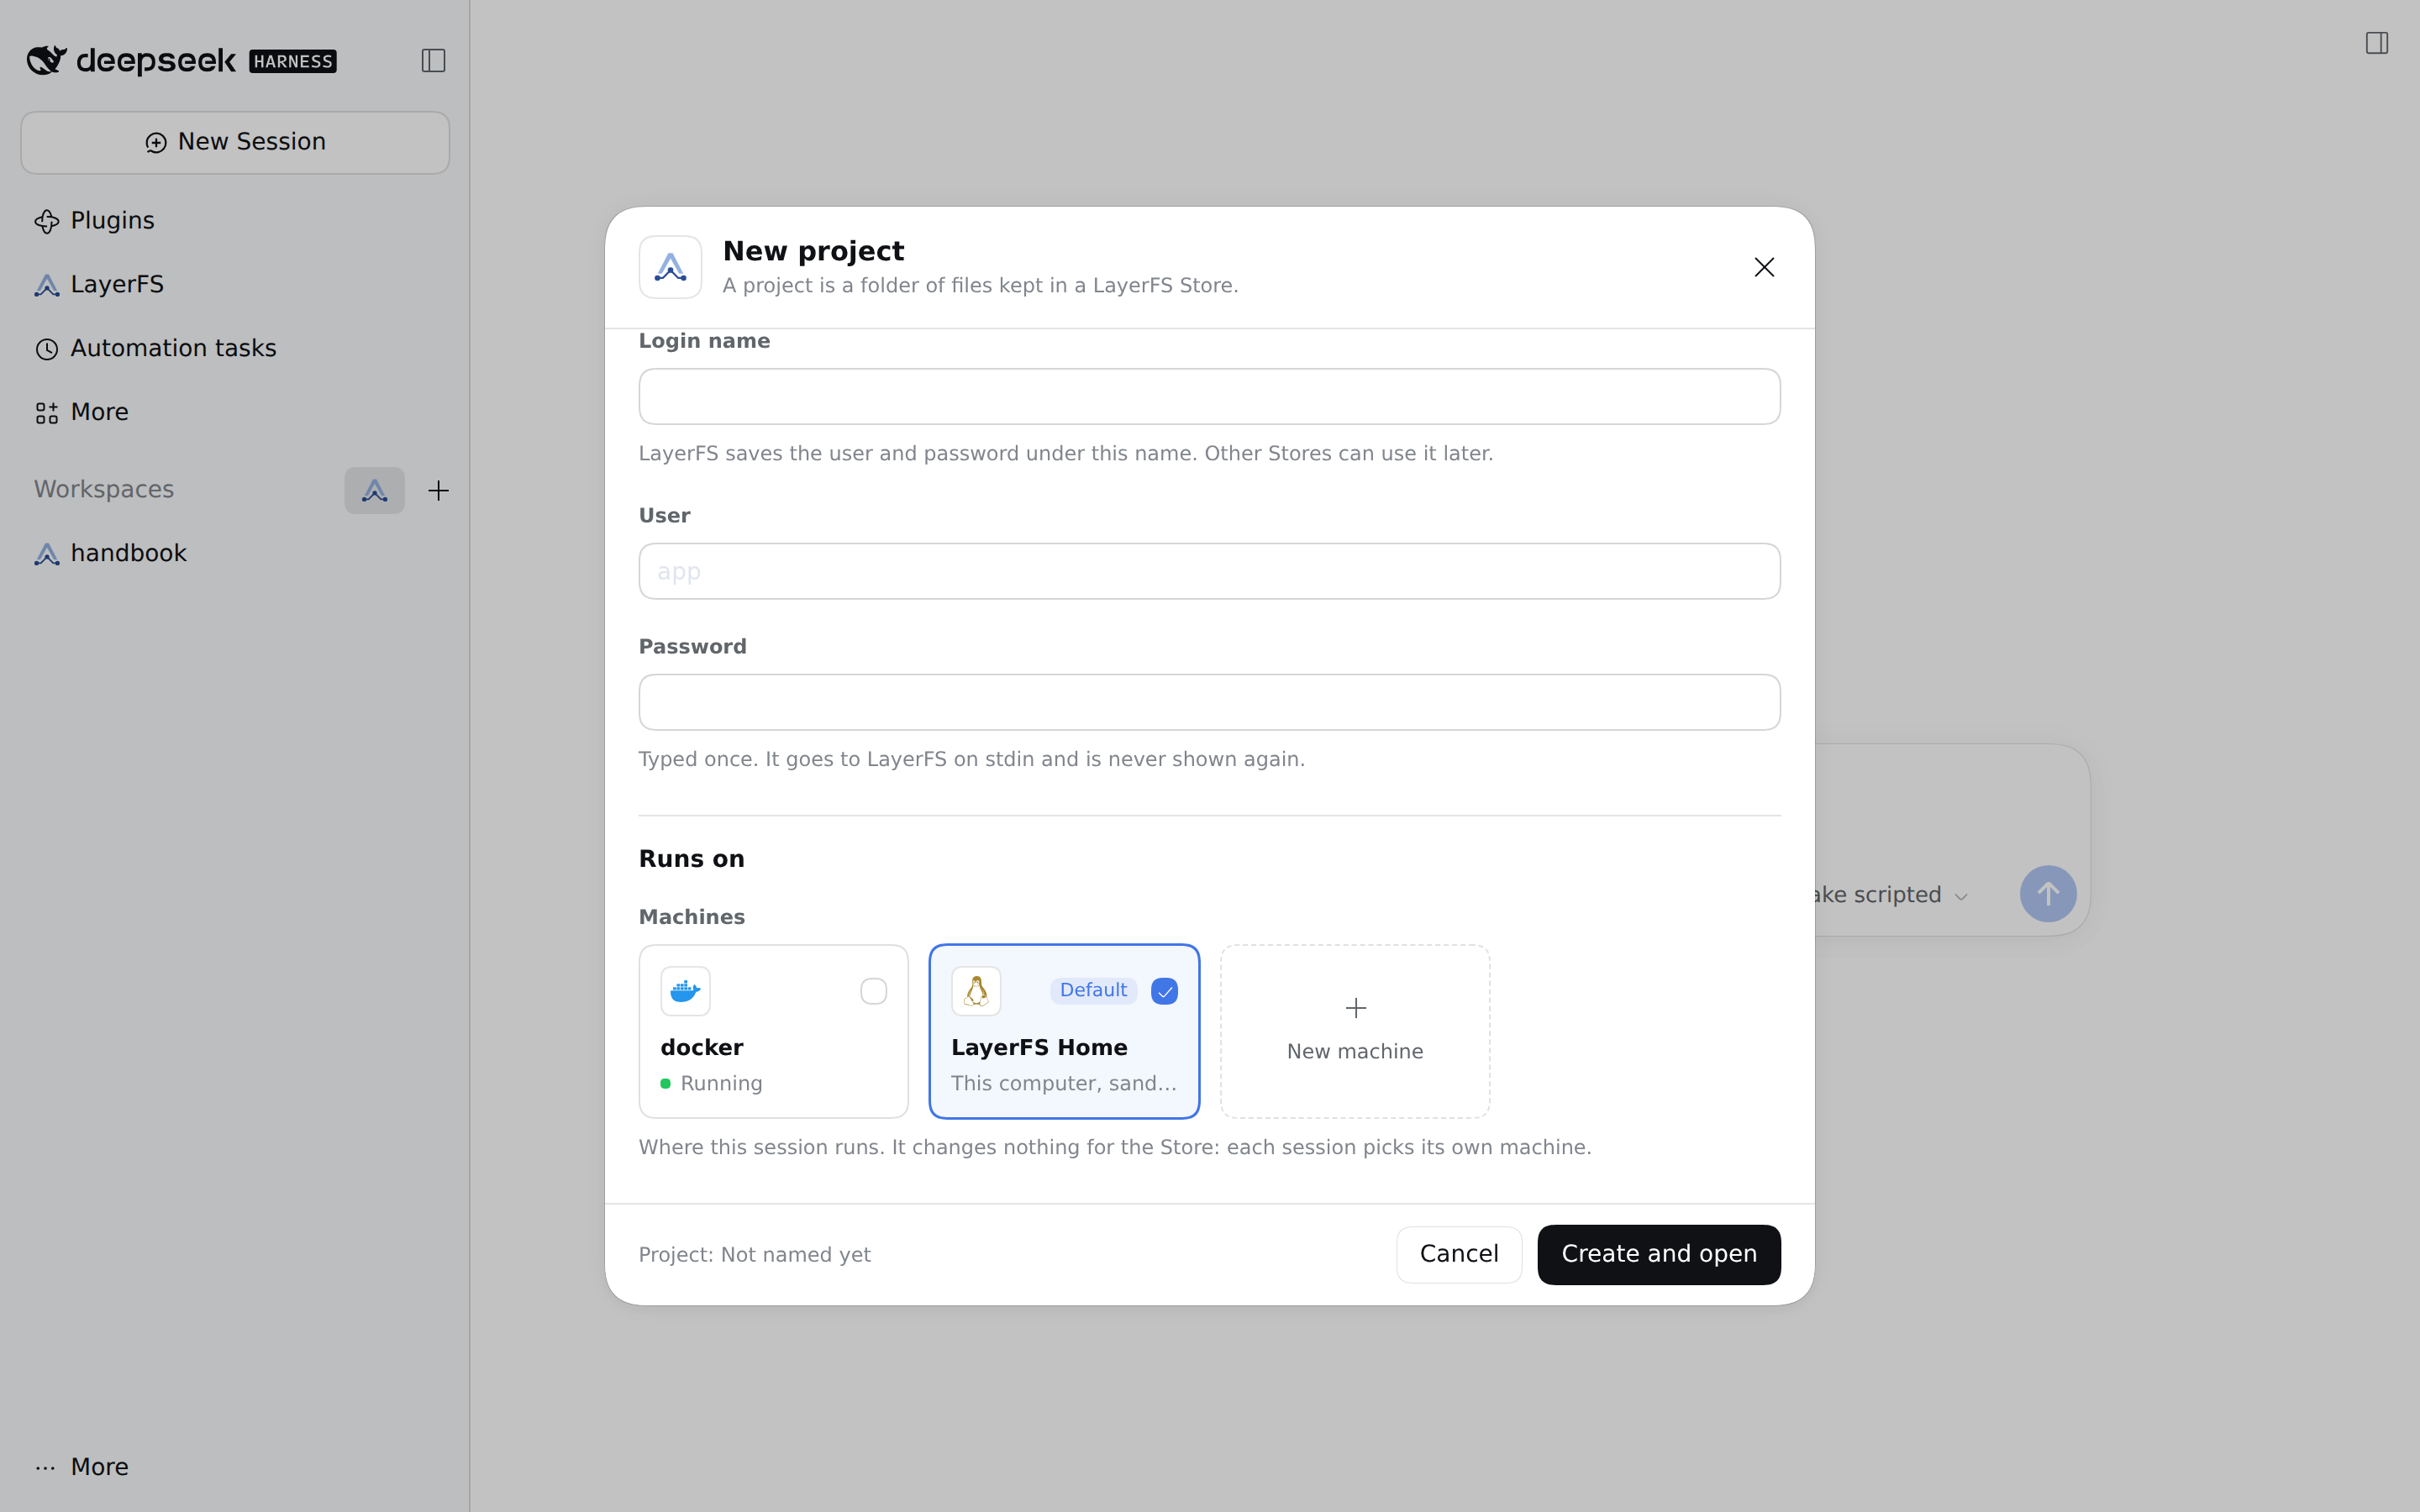 deepseek HARNESS
New Session
Plugins
LayerFS
Automation tasks
More
Workspaces
handbook
More
New project
A project is a folder of files kept in a LayerFS Store.
Login name
LayerFS saves the user and password under this name. Other Stores can use it later.
User
app
Password
Typed once. It goes to LayerFS on stdin and is never shown again.
Runs on
Machines
docker
Running
Default
LayerFS Home
This computer, sand...
New machine
Where this session runs. It changes nothing for the Store: each session picks its own machine.
Project: Not named yet
Cancel
Create and open
scripted